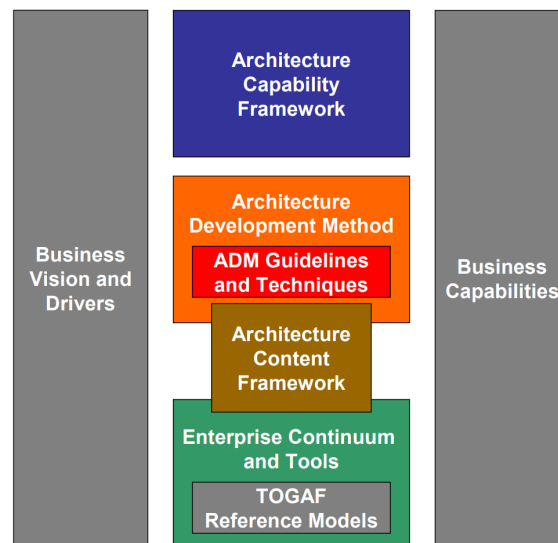 Business
Vision and
Drivers
Architecture
Capability
Framework
Architecture
Development Method
ADM Guidelines
and Techniques
Architecture
Content
Framework
Enterprise Continuum
and Tools
TOGAF
Reference Models
Business
Capabilities